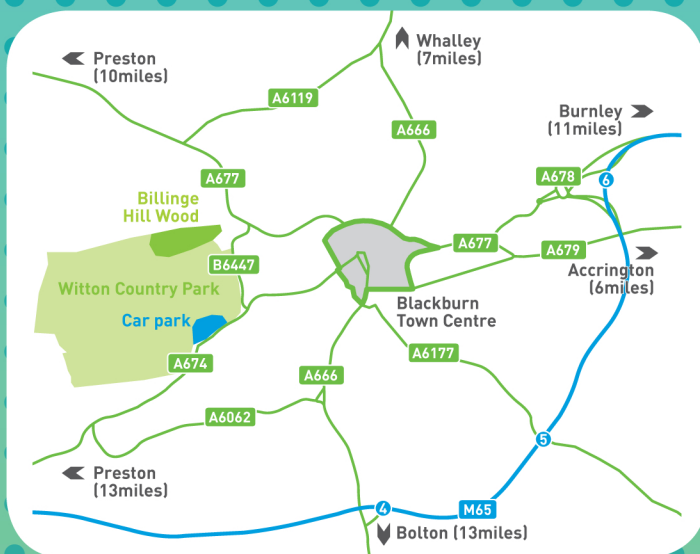 Preston
(10miles)
Whalley
(7miles)
A6119
Burnley
(11miles)
A666
A677
A678
6
Billinge
Hill Wood
A677
A679
B6447
Accrington
(6miles)
Witton Country Park
Blackburn
Town Centre
Car park
A6177
A674
A666
A6062
5
Preston
(13miles)
4
M65
Bolton (13miles)